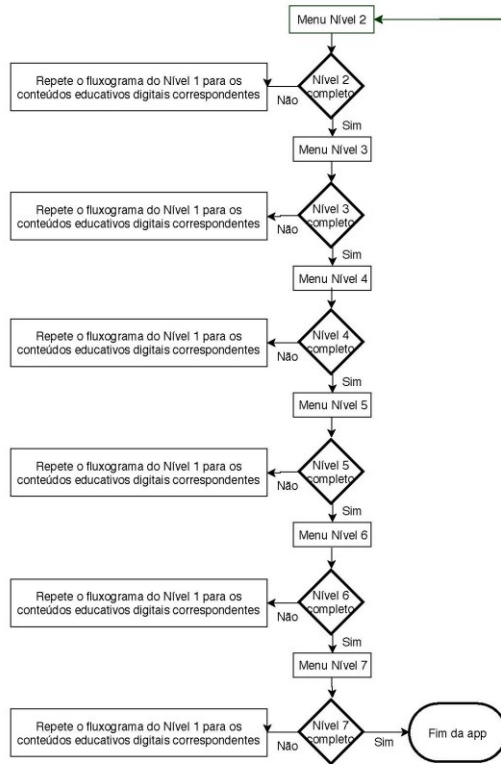 Menu Nível 2
Repete o fluxograma do Nível 1 para os
conteúdos educativos digitais correspondentes
Não
Nível 2
completo
Sim
Menu Nível 3
Repete o fluxograma do Nível 1 para os
conteúdos educativos digitais correspondentes
Não
Nível 3
completo
Sim
Menu Nível 4
Repete o fluxograma do Nível 1 para os
conteúdos educativos digitais correspondentes
Não
Nível 4
completo
Sim
Menu Nível 5
Repete o fluxograma do Nível 1 para os
conteúdos educativos digitais correspondentes
Não
Nível 5
completo
Sim
Menu Nível 6
Repete o fluxograma do Nível 1 para os
conteúdos educativos digitais correspondentes
Não
Nível 6
completo
Sim
Menu Nível 7
Repete o fluxograma do Nível 1 para os
conteúdos educativos digitais correspondentes
Não
Nível 7
completo
Sim
Fim da app